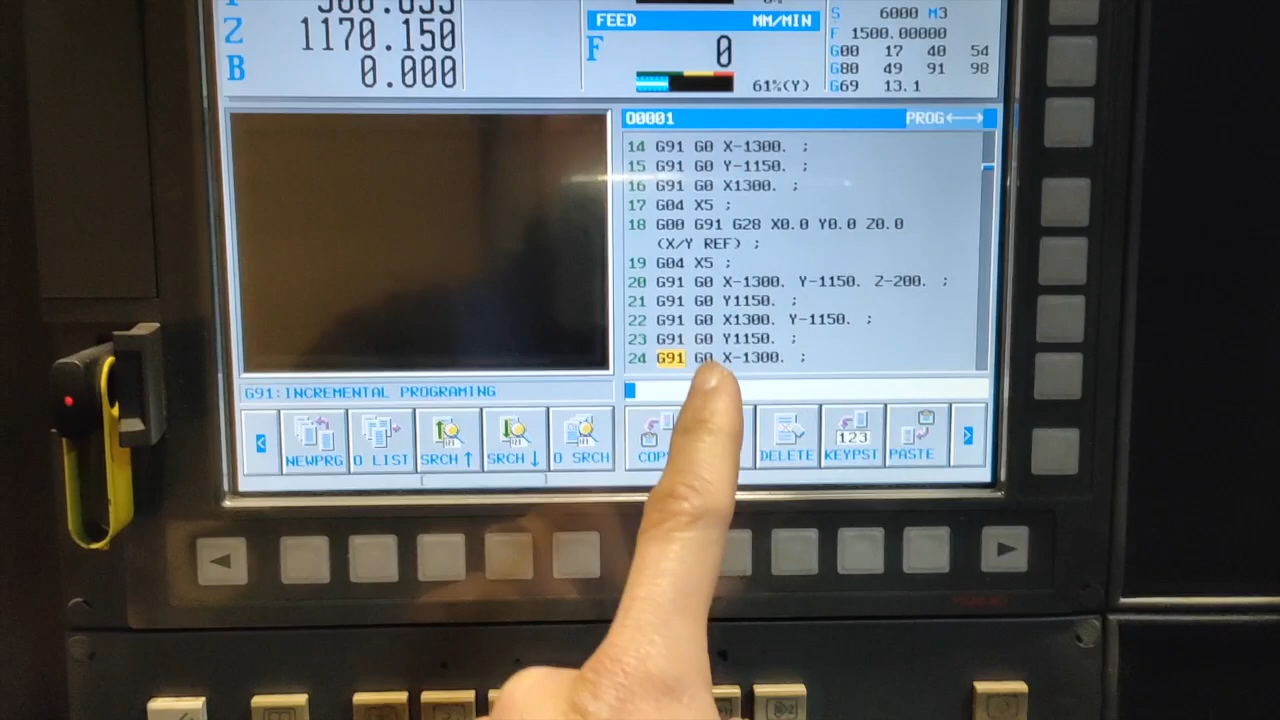 Z 1170.150
B 0.000
FEED MM/MIN
F 0
61%(Y)
S 6000 M3
F 1500.00000
G00 17 40 54
G80 49 91 98
G69 13.1
O0001 PROG
14 G91 G0 X-1300. ;
15 G91 G0 Y-1150. ;
16 G91 G0 X1300. ;
17 G04 X5 ;
18 G00 G91 G28 X0.0 Y0.0 Z0.0
(X/Y REF) ;
19 G04 X5 ;
20 G91 G0 X-1300. Y-1150. Z-200. ;
21 G91 G0 Y1150. ;
22 G91 G0 X1300. Y-1150. ;
23 G91 G0 Y1150. ;
24 G91 G0 X-1300. ;
G91:INCREMENTAL PROGRAMING
< NEWPRG O LIST SRCH↑ SRCH↓ O SRCH DELETE KEYPST PASTE >
123